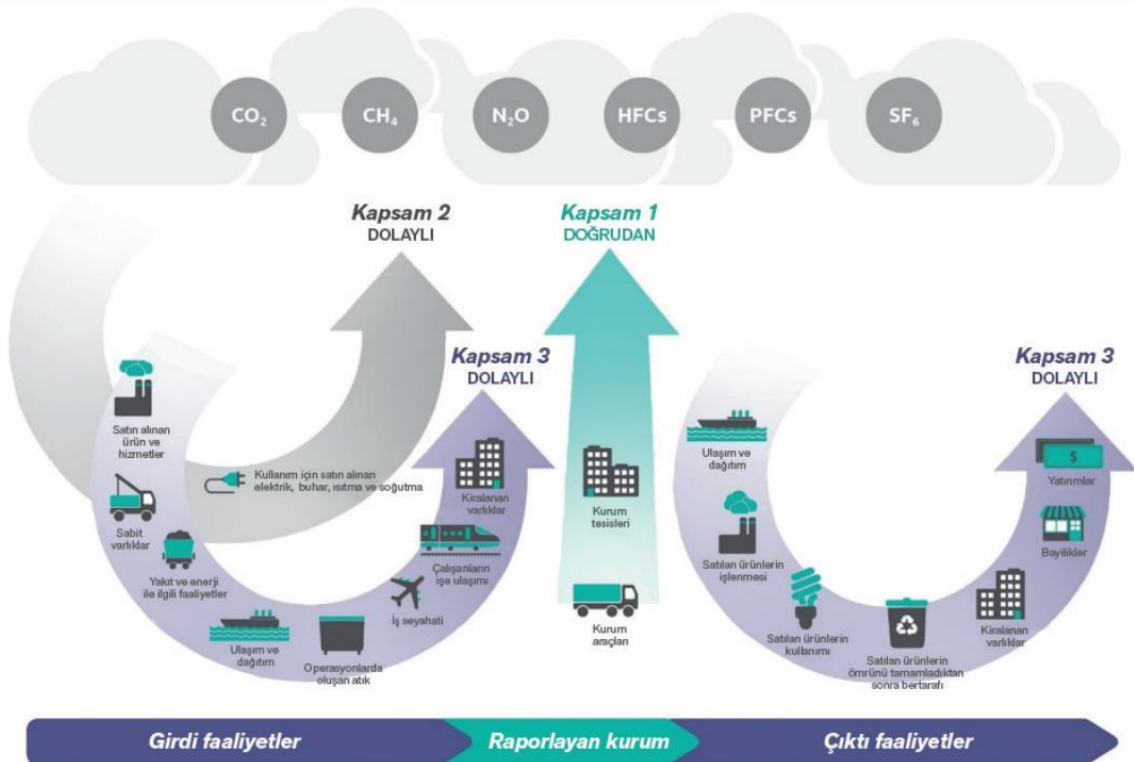 CO₂
CH₄
N₂O
HFCs
PFCs
SF₆
Kapsam 2
DOLAYLI
Kapsam 1
DOĞRUDAN
Kapsam 3
DOLAYLI
Kapsam 3
DOLAYLI
Satın alınan
ürün ve
hizmetler
Sabit
varlıklar
Yakıt ve enerji
ile ilgili faaliyetler
Ulaşım ve
dağıtım
Operasyonlarda
oluşan atık
İş seyahati
Çalışanların
işe ulaşımı
Kiralanan
varlıklar
Kullanım için satın alınan
elektrik, buhar, ısıtma ve soğutma
Kurum
tesisleri
Kurum
araçları
Ulaşım ve
dağıtım
Satılan ürünlerin
işlenmesi
Satılan ürünlerin
kullanımı
Satılan ürünlerin
ömrünü tamamladıktan
sonra bertarafı
Kiralanan
varlıklar
Bayilikler
$
Yatırımlar
Girdi faaliyetler
Raporlayan kurum
Çıktı faaliyetler